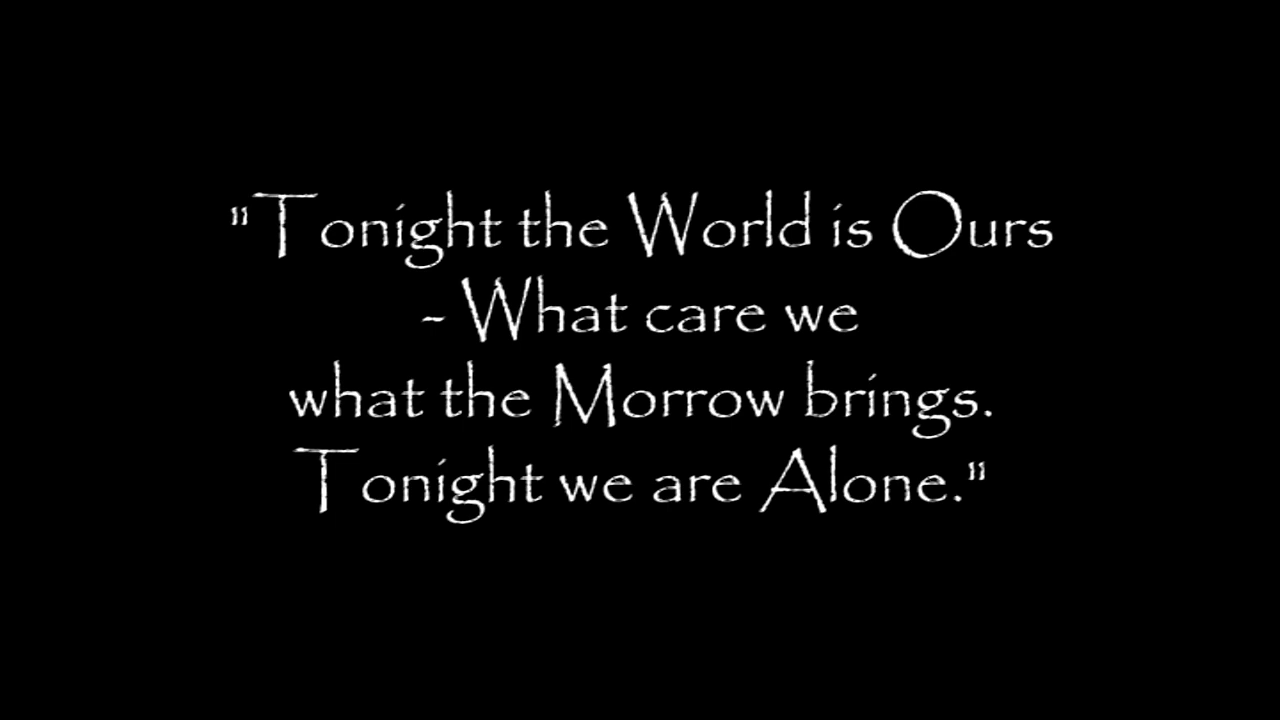 "Tonight the World is Ours
- What care we
what the Morrow brings.
Tonight we are Alone."